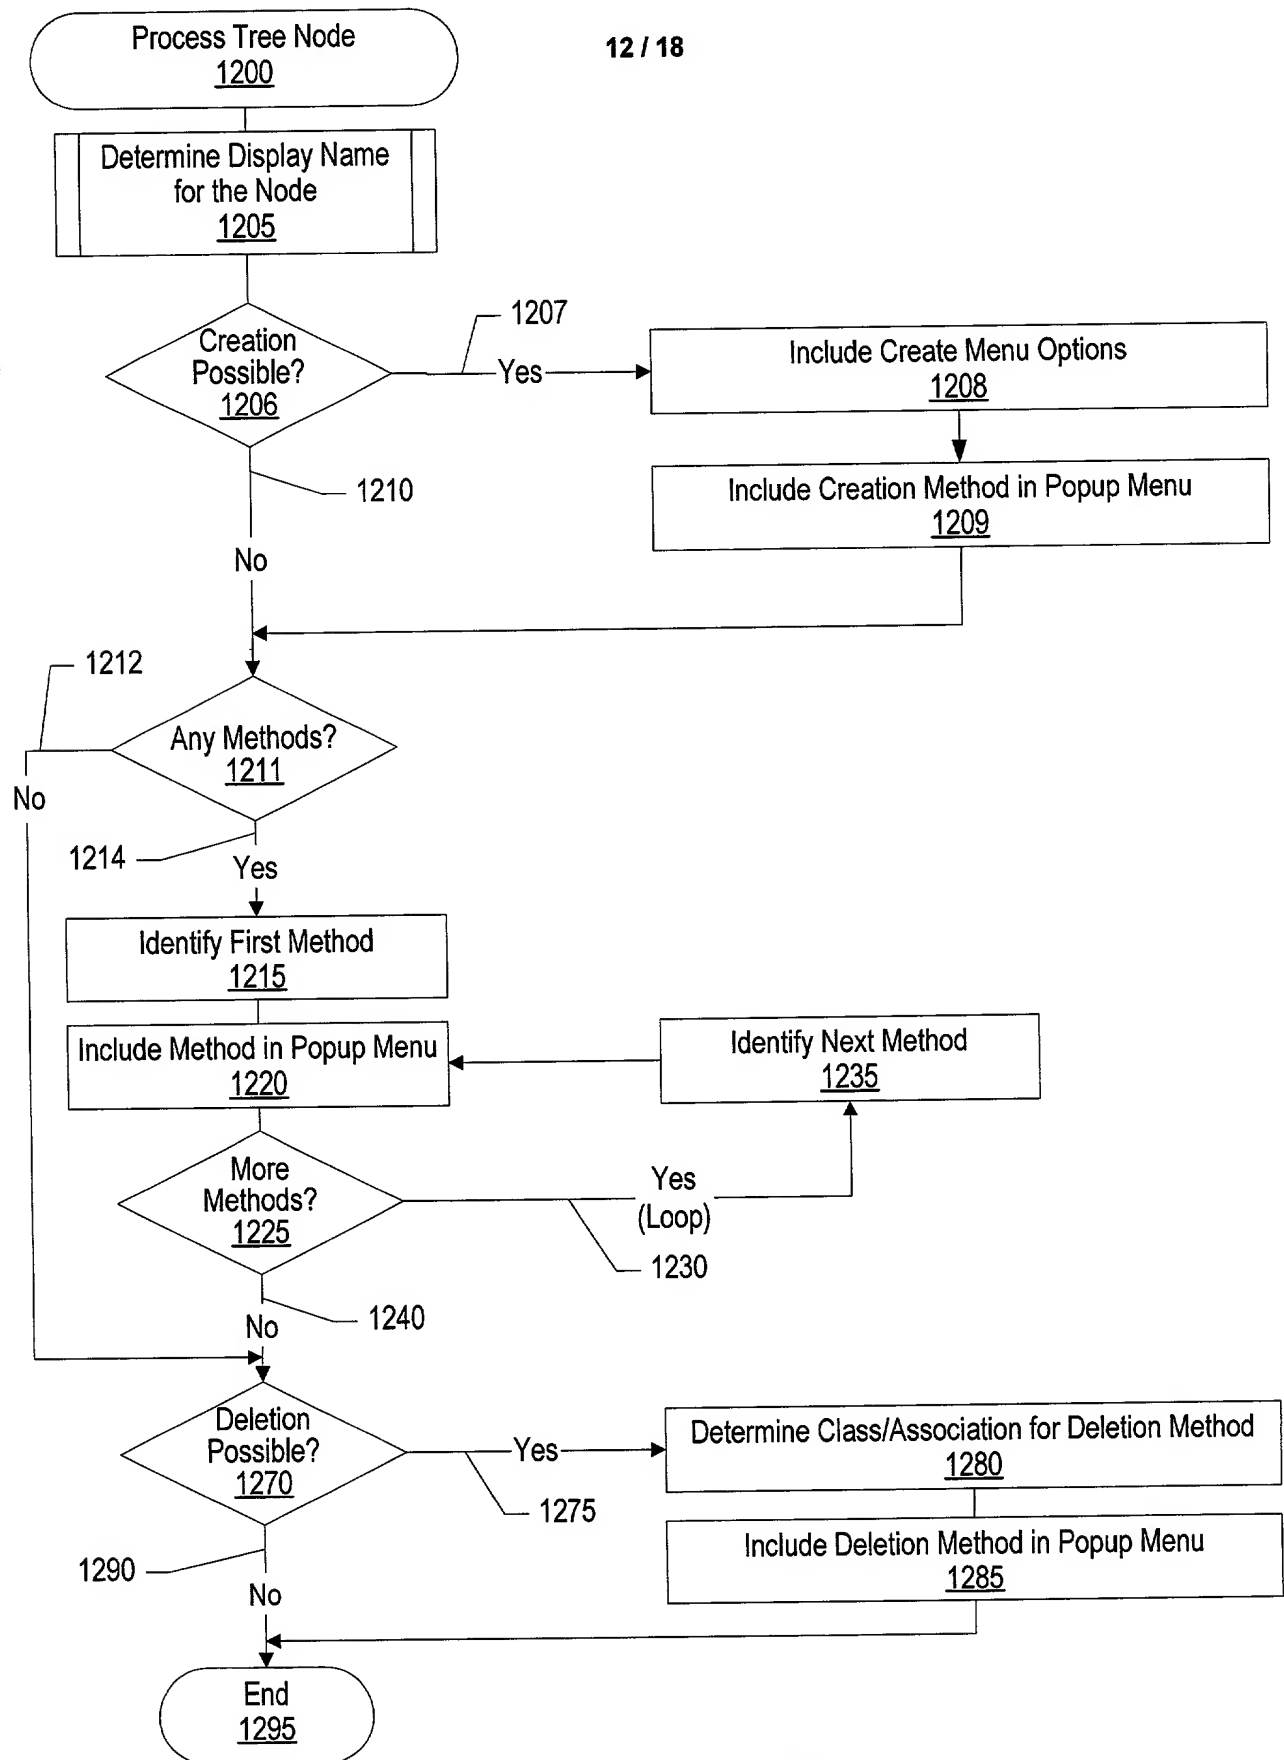 Process Tree Node
1200
12 / 18
Determine Display Name
for the Node
1205
Creation
Possible?
1206
1207
Yes
Include Create Menu Options
1208
Include Creation Method in Popup Menu
1209
1210
No
1212
Any Methods?
1211
No
1214
Yes
Identify First Method
1215
Include Method in Popup Menu
1220
Identify Next Method
1235
More
Methods?
1225
Yes
(Loop)
1230
1240
No
Deletion
Possible?
1270
Yes
1275
Determine Class/Association for Deletion Method
1280
Include Deletion Method in Popup Menu
1285
1290
No
End
1295